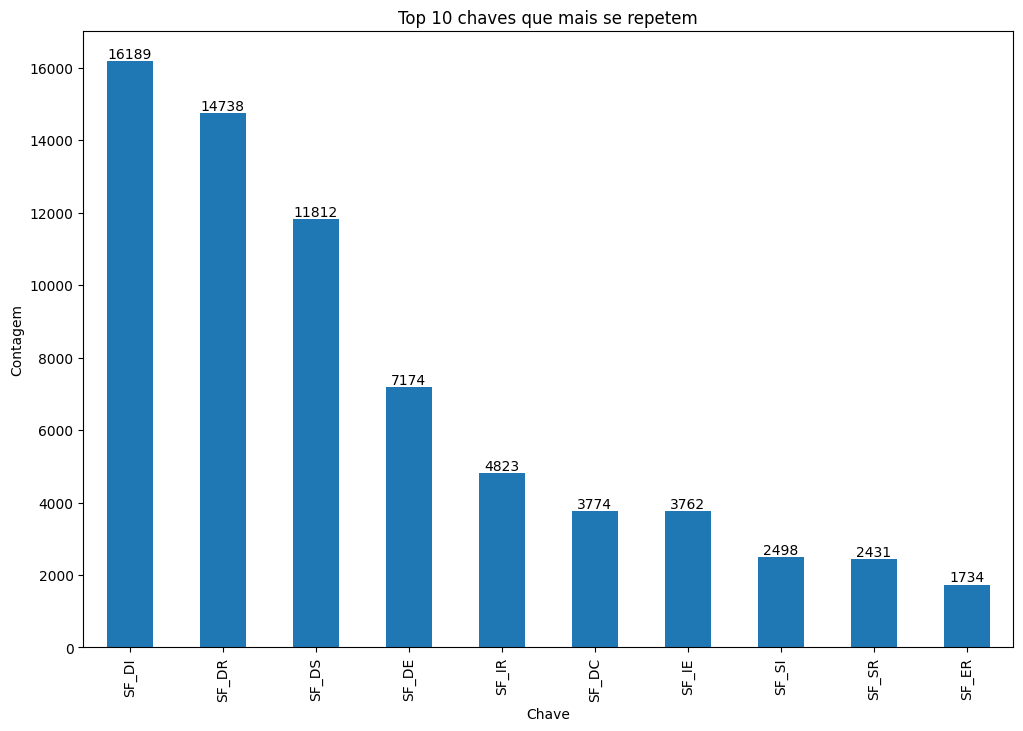 Top 10 chaves que mais se repetem
Contagem
16000
14000
12000
10000
8000
6000
4000
2000
0
16189
14738
11812
7174
4823
3774
3762
2498
2431
1734
SF_DI
SF_DR
SF_DS
SF_DE
SF_IR
SF_DC
SF_IE
SF_SI
SF_SR
SF_ER
Chave